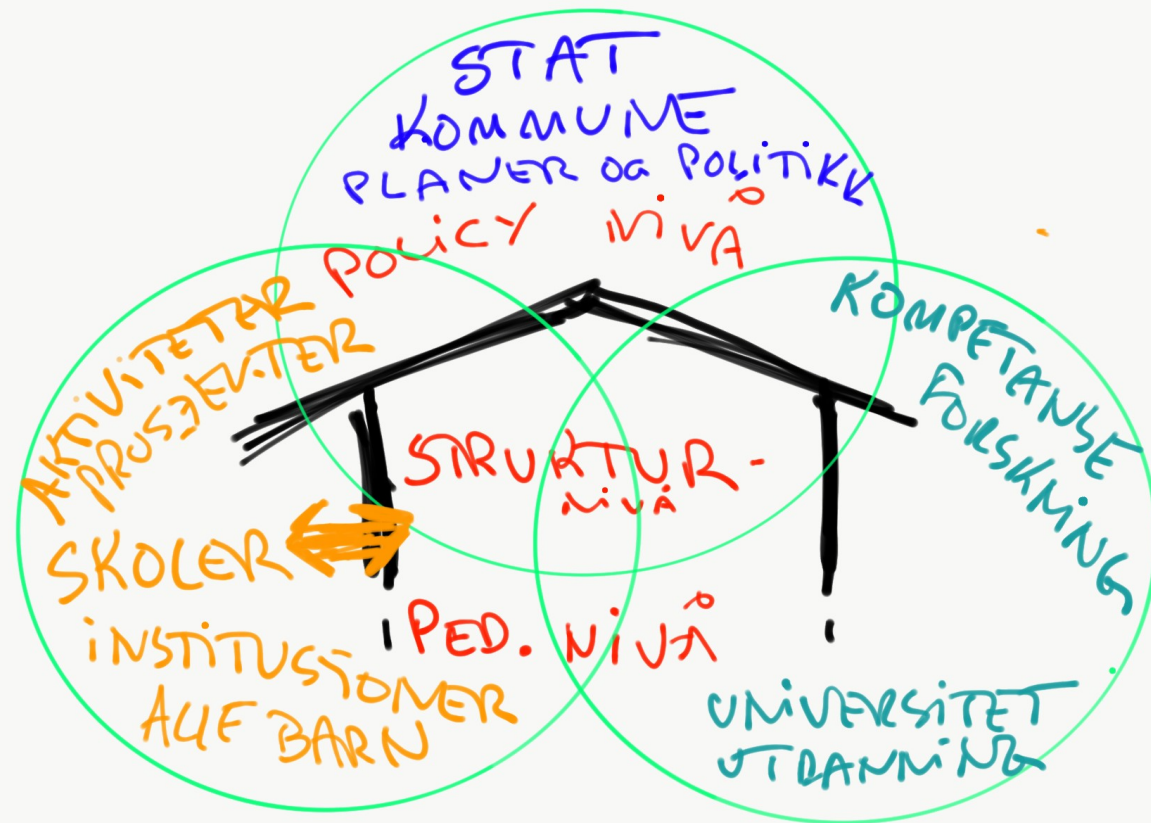 STAT
KOMMUNE
PLANER OG POLITIKK
POLICY NIVÅ
AKTIVITETER
PROSJEKTER
KOMPETANSE
FORSKNING
STRUKTUR-
NIVÅ
SKOLER
PED. NIVÅ
INSTITUSJONER
ALLE BARN
UNIVERSITET
UTDANNING